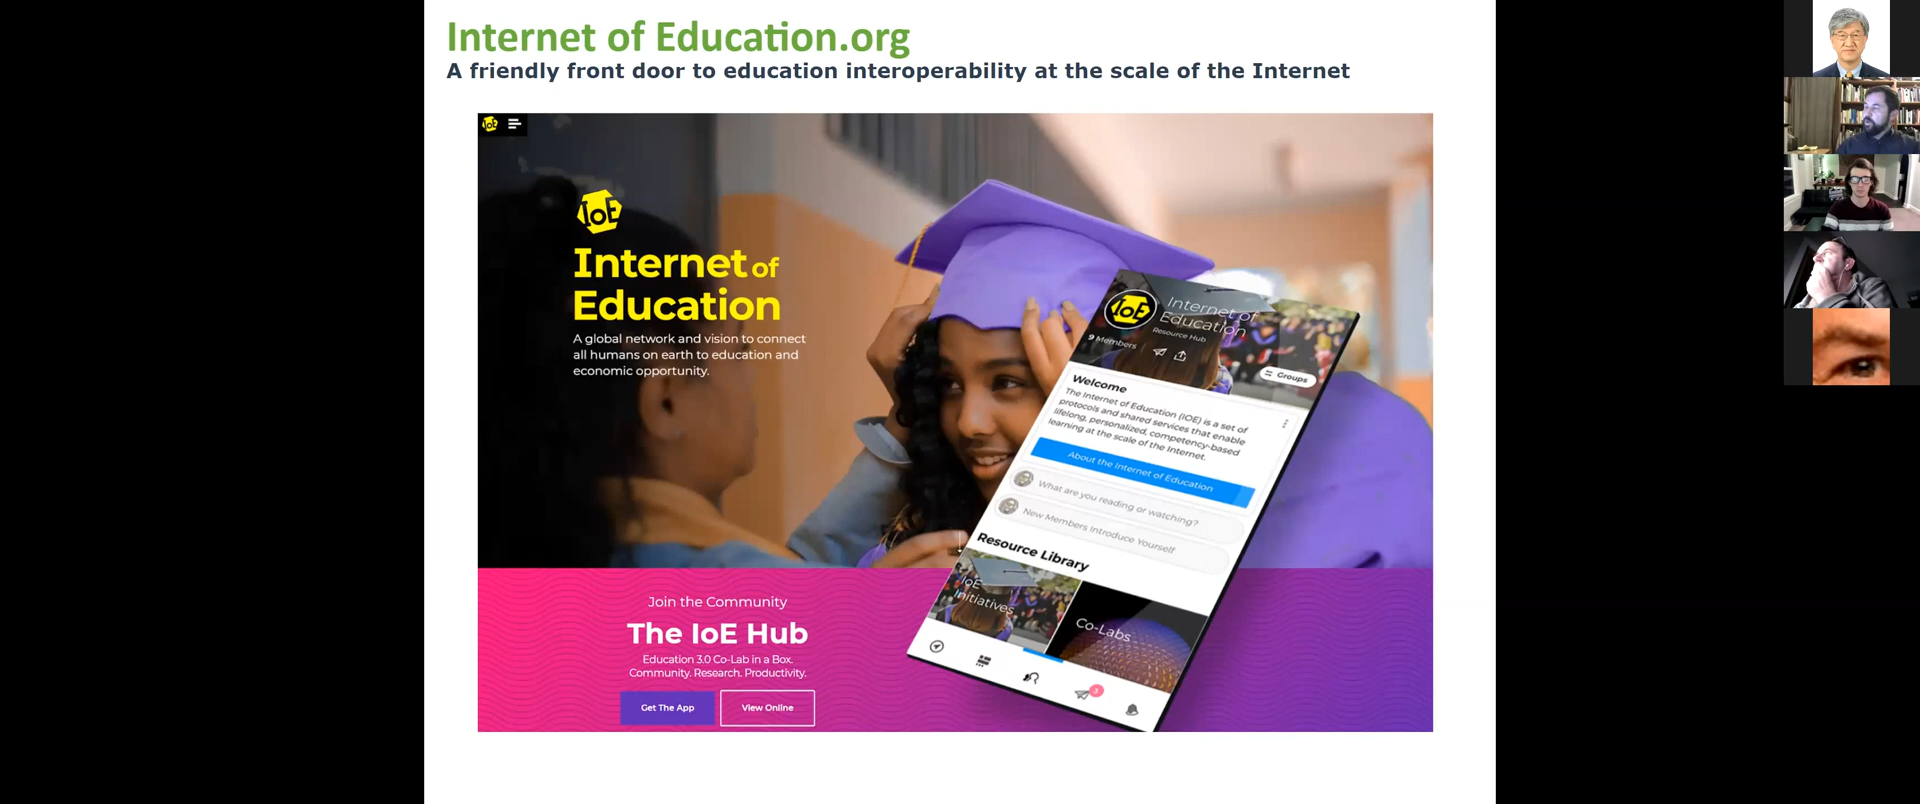 Internet of Education.org
A friendly front door to education interoperability at the scale of the Internet
IoE
IoE
Internet of
Education
A global network and vision to connect
all humans on earth to education and
economic opportunity.
IoE
Internet of
Education
Resource Hub
9 Members
Groups
Welcome
The Internet of Education (IOE) is a set of
protocols and shared services that enable
lifelong, personalized, competency-based
learning at the scale of the Internet.
About the Internet of Education
What are you reading or watching?
New Members Introduce Yourself
Resource Library
IoE
Initiatives
Co-Labs
3
Join the Community
The IoE Hub
Education 3.0 Co-Lab in a Box.
Community. Research. Productivity.
Get The App
View Online